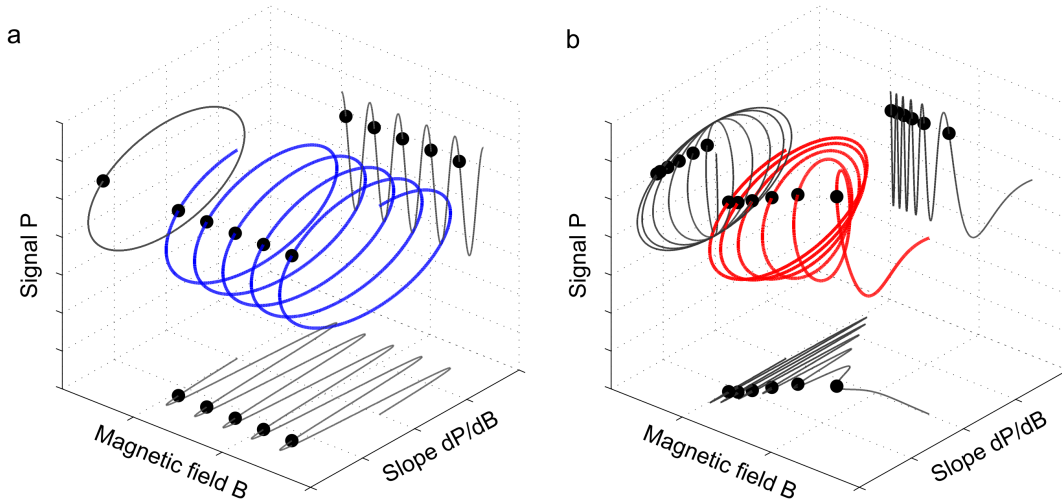 a
b
Signal P
Magnetic field B
Slope dP/dB
Signal P
Magnetic field B
Slope dP/dB